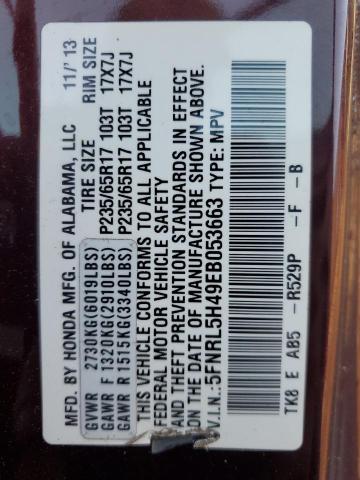 MFD. BY HONDA MFG. OF ALABAMA, LLC 11/'13
TIRE SIZE RIM SIZE
GVWR 2730KG(6019LBS)
GAWR F 1320KG(2910LBS) P235/65R17 103T 17X7J
GAWR R 1515KG(3340LBS) P235/65R17 103T 17X7J
THIS VEHICLE CONFORMS TO ALL APPLICABLE
FEDERAL MOTOR VEHICLE SAFETY
AND THEFT PREVENTION STANDARDS IN EFFECT
ON THE DATE OF MANUFACTURE SHOWN ABOVE.
V.I.N.:5FNRL5H49EB053663 TYPE: MPV
TK8 E AB5 -R529P -F -B